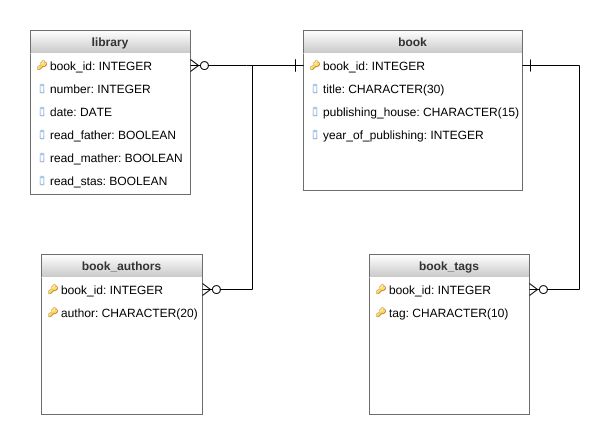 library
book_id: INTEGER
number: INTEGER
date: DATE
read_father: BOOLEAN
read_mather: BOOLEAN
read_stas: BOOLEAN
book
book_id: INTEGER
title: CHARACTER(30)
publishing_house: CHARACTER(15)
year_of_publishing: INTEGER
book_authors
book_id: INTEGER
author: CHARACTER(20)
book_tags
book_id: INTEGER
tag: CHARACTER(10)